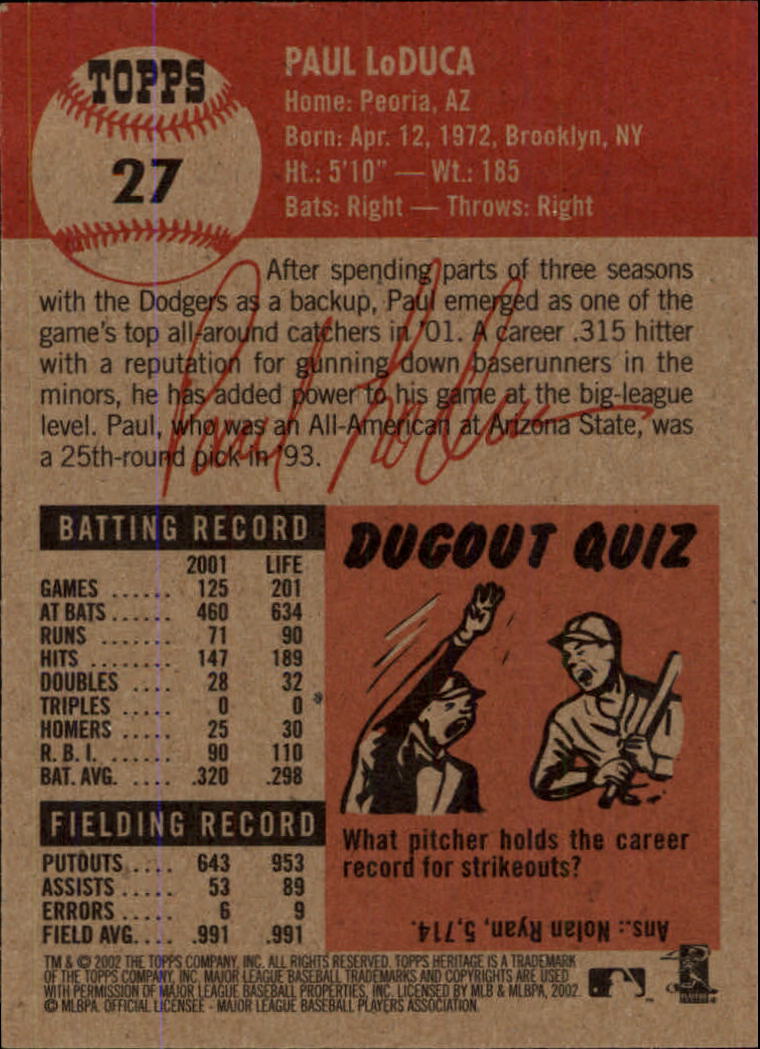 TOPPS
27
PAUL LoDUCA
Home: Peoria, AZ
Born: Apr. 12, 1972, Brooklyn, NY
Ht.: 5'10" — Wt.: 185
Bats: Right — Throws: Right
After spending parts of three seasons
with the Dodgers as a backup, Paul emerged as one of the
game's top all-around catchers in '01. A career .315 hitter
with a reputation for gunning down baserunners in the
minors, he has added power to his game at the big-league
level. Paul, who was an All-American at Arizona State, was
a 25th-round pick in '93.
Paul LoDuca
BATTING RECORD
2001 LIFE
GAMES ...... 125 201
AT BATS ...... 460 634
RUNS ....... 71 90
HITS ........ 147 189
DOUBLES .... 28 32
TRIPLES ..... 0 0
HOMERS ..... 25 30
R. B. I. ...... 90 110
BAT. AVG. .... .320 .298
FIELDING RECORD
PUTOUTS .... 643 953
ASSISTS ..... 53 89
ERRORS ..... 6 9
FIELD AVG. ... .991 .991
DUGOUT QUIZ
What pitcher holds the career
record for strikeouts?
Ans.: Nolan Ryan, 5,714.
TM & © 2002 THE TOPPS COMPANY, INC. ALL RIGHTS RESERVED. TOPPS HERITAGE IS A TRADEMARK
OF THE TOPPS COMPANY, INC. MAJOR LEAGUE BASEBALL TRADEMARKS AND COPYRIGHTS ARE USED
WITH PERMISSION OF MAJOR LEAGUE BASEBALL PROPERTIES, INC. LICENSED BY MLB & MLBPA, 2002.
© MLBPA. OFFICIAL LICENSEE - MAJOR LEAGUE BASEBALL PLAYERS ASSOCIATION.